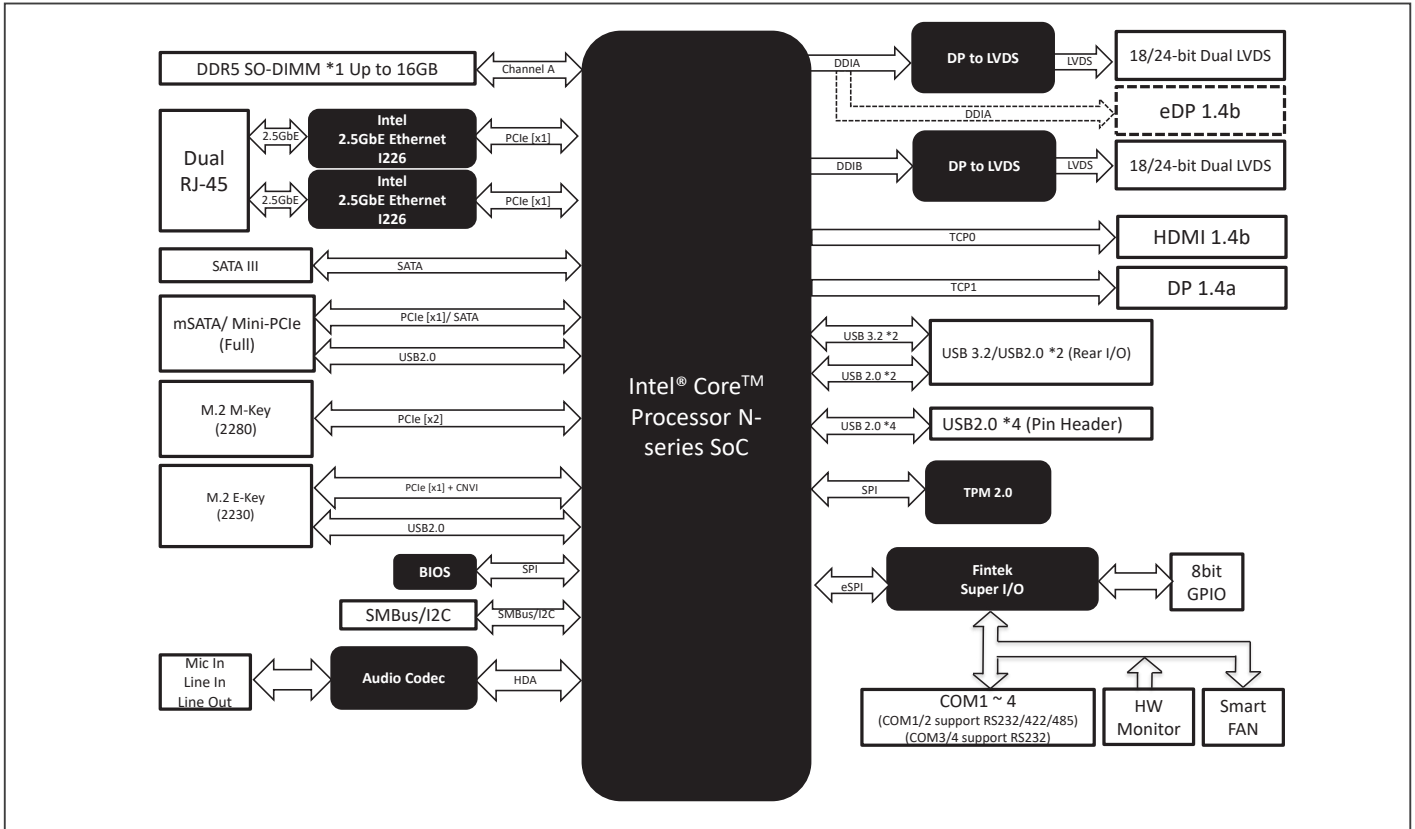 DDR5 SO-DIMM *1 Up to 16GB
Channel A
Dual
RJ-45
2.5GbE
Intel
2.5GbE Ethernet
I226
PCIe [x1]
2.5GbE
Intel
2.5GbE Ethernet
I226
PCIe [x1]
SATA III
SATA
mSATA/ Mini-PCIe
(Full)
PCIe [x1]/ SATA
USB2.0
M.2 M-Key
(2280)
PCIe [x2]
M.2 E-Key
(2230)
PCIe [x1] + CNVI
USB2.0
BIOS
SPI
SMBus/I2C
SMBus/I2C
Mic In
Line In
Line Out
Audio Codec
HDA
Intel® Core™
Processor N-
series SoC
DDIA
DP to LVDS
LVDS
18/24-bit Dual LVDS
DDIA
eDP 1.4b
DDIB
DP to LVDS
LVDS
18/24-bit Dual LVDS
TCP0
HDMI 1.4b
TCP1
DP 1.4a
USB 3.2 *2
USB 2.0 *2
USB 3.2/USB2.0 *2 (Rear I/O)
USB 2.0 *4
USB2.0 *4 (Pin Header)
SPI
TPM 2.0
eSPI
Fintek
Super I/O
8bit
GPIO
COM1 ~ 4
(COM1/2 support RS232/422/485)
(COM3/4 support RS232)
HW
Monitor
Smart
FAN